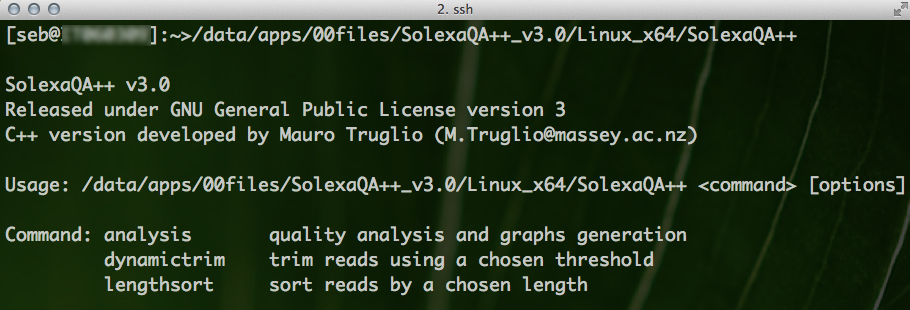 2. ssh
[seb@ ]:~>/data/apps/00files/SolexaQA++_v3.0/Linux_x64/SolexaQA++
SolexaQA++ v3.0
Released under GNU General Public License version 3
C++ version developed by Mauro Truglio (M.Truglio@massey.ac.nz)
Usage: /data/apps/00files/SolexaQA++_v3.0/Linux_x64/SolexaQA++ <command> [options]
Command: analysis quality analysis and graphs generation
dynamictrim trim reads using a chosen threshold
lengthsort sort reads by a chosen length